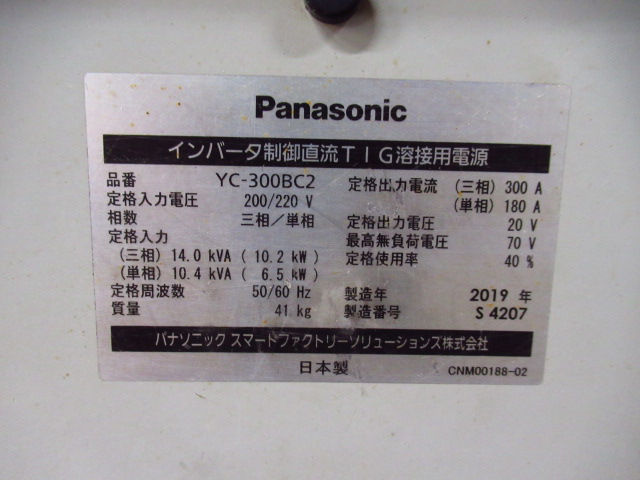 Panasonic
インバータ制御直流TIG溶接用電源
品番 YC-300BC2
定格入力電圧 200/220 V
相数 三相/単相
定格入力
(三相) 14.0 kVA ( 10.2 kW )
(単相) 10.4 kVA ( 6.5 kW )
定格周波数 50/60 Hz
質量 41 kg
定格出力電流 (三相) 300 A
(単相) 180 A
定格出力電圧 20 V
最高無負荷電圧 70 V
定格使用率 40 %
製造年 2019 年
製造番号 S 4207
パナソニック スマートファクトリーソリューションズ株式会社
日本製
CNM00188-02